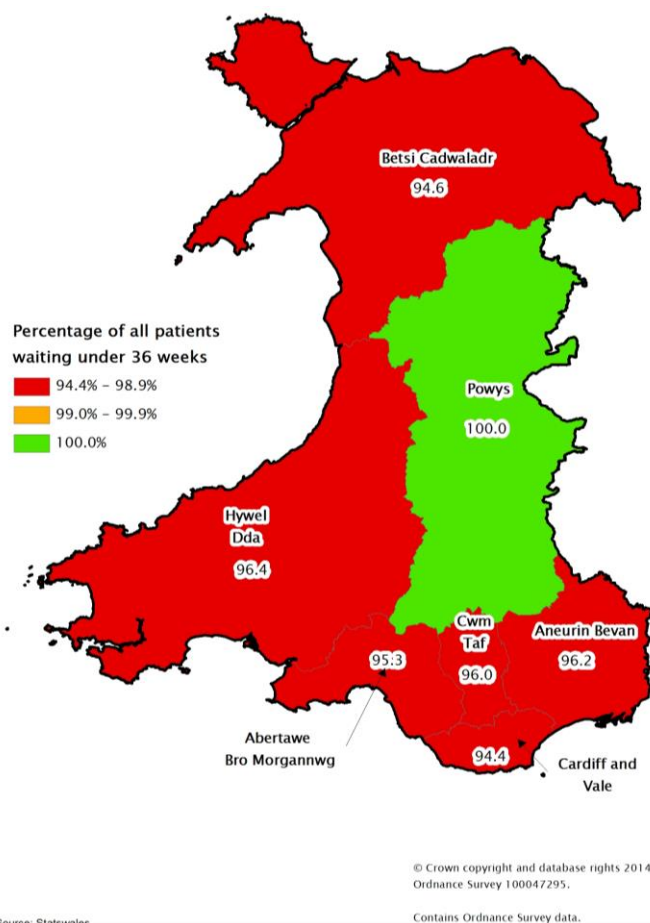 Betsi Cadwaladr
94.6
Percentage of all patients
waiting under 36 weeks
94.4% – 98.9%
99.0% – 99.9%
100.0%
Powys
100.0
Hywel
Dda
96.4
Cwm
Taf
96.0
Aneurin Bevan
96.2
95.3
Abertawe
Bro Morgannwg
94.4
Cardiff and
Vale
© Crown copyright and database rights 2014
Ordnance Survey 100047295.
Contains Ordnance Survey data.
Source: Statswales